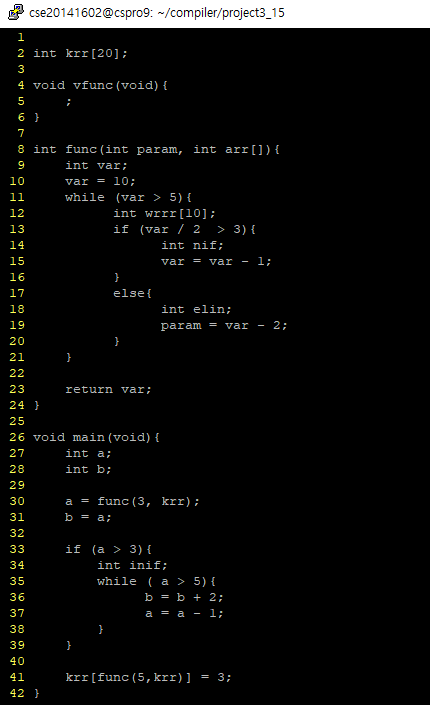 cse20141602@cspro9: ~/compiler/project3_15
1
2 int krr[20];
3
4 void vfunc(void){
5     ;
6 }
7
8 int func(int param, int arr[]){
9     int var;
10     var = 10;
11     while (var > 5){
12           int wrrr[10];
13           if (var / 2  > 3){
14                 int nif;
15                 var = var - 1;
16           }
17           else{
18                 int elin;
19                 param = var - 2;
20           }
21     }
22
23     return var;
24 }
25
26 void main(void){
27     int a;
28     int b;
29
30     a = func(3, krr);
31     b = a;
32
33     if (a > 3){
34         int inif;
35         while ( a > 5){
36               b = b + 2;
37               a = a - 1;
38         }
39     }
40
41     krr[func(5,krr)] = 3;
42 }